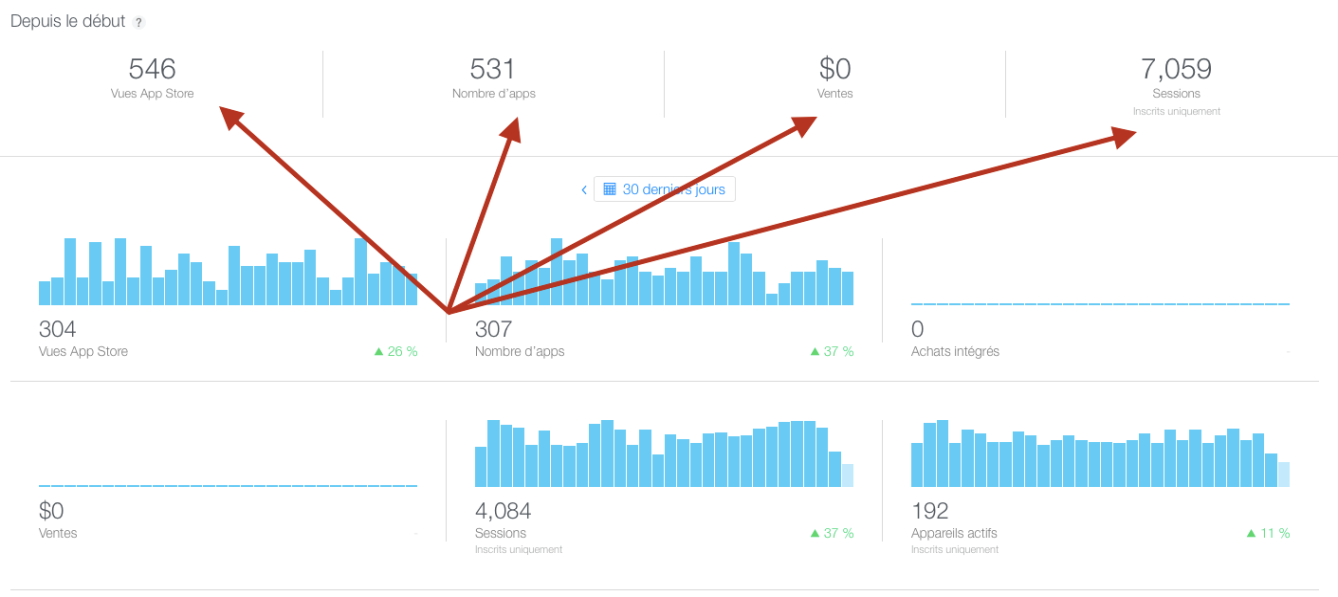 Depuis le début ?
546
Vues App Store
531
Nombre d'apps
$0
Ventes
7,059
Sessions
Inscrits uniquement
‹ 30 derniers jours
304
Vues App Store
▲ 26 %
307
Nombre d'apps
▲ 37 %
0
Achats intégrés
-
$0
Ventes
-
4,084
Sessions
▲ 37 %
Inscrits uniquement
192
Appareils actifs
▲ 11 %
Inscrits uniquement